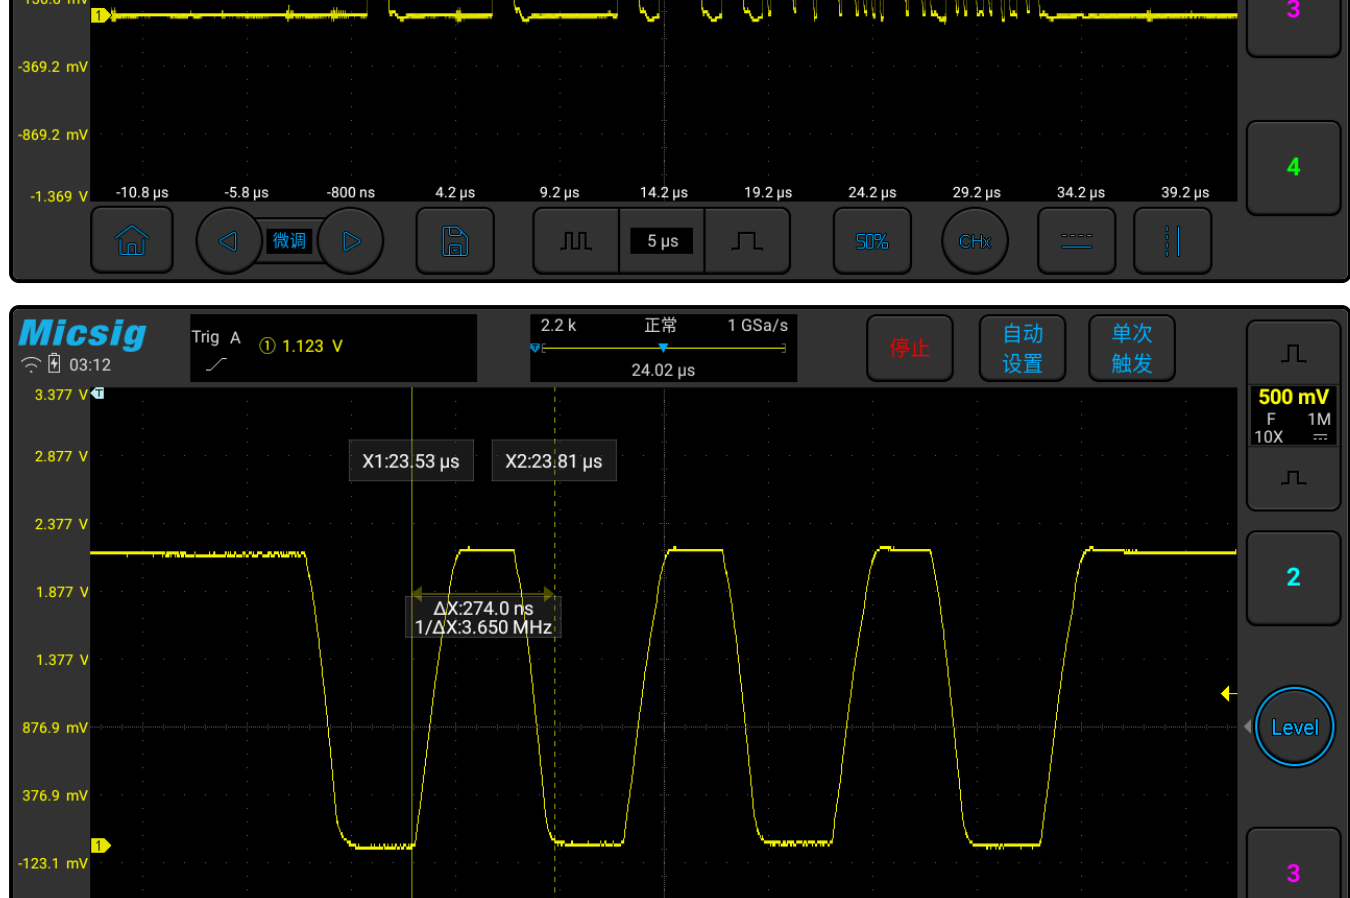 1
3
-369.2 mV
-869.2 mV
4
-1.369 V
-10.8 μs -5.8 μs -800 ns 4.2 μs 9.2 μs 14.2 μs 19.2 μs 24.2 μs 29.2 μs 34.2 μs 39.2 μs
微调 5 μs 50% CHx
Micsig
Trig A ① 1.123 V
2.2 k 正常 1 GSa/s
T
24.02 μs
停止
自动
设置
单次
触发
03:12
3.377 V T
500 mV
F 1M
10X
2.877 V
X1:23.53 μs X2:23.81 μs
2.377 V
1.877 V
2
ΔX:274.0 ns
1/ΔX:3.650 MHz
1.377 V
876.9 mV
Level
376.9 mV
1
-123.1 mV
3